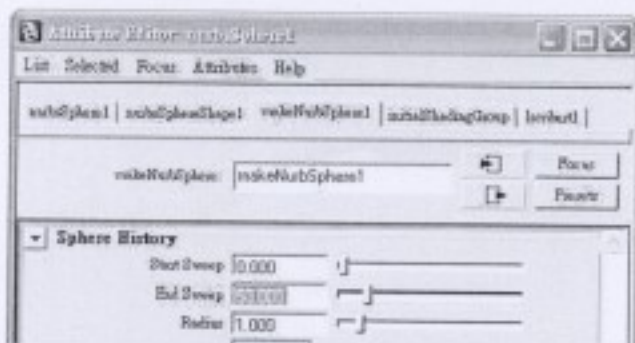 Attribute Editor: nurbsSphere1
List Selected Focus Attributes Help
nurbsSphere1 nurbsSphereShape1 makeNurbSphere1 initialShadingGroup lambert1
makeNurbSphere: makeNurbSphere1
Focus
Presets
Sphere History
Start Sweep 0.000
End Sweep
Radius 1.000